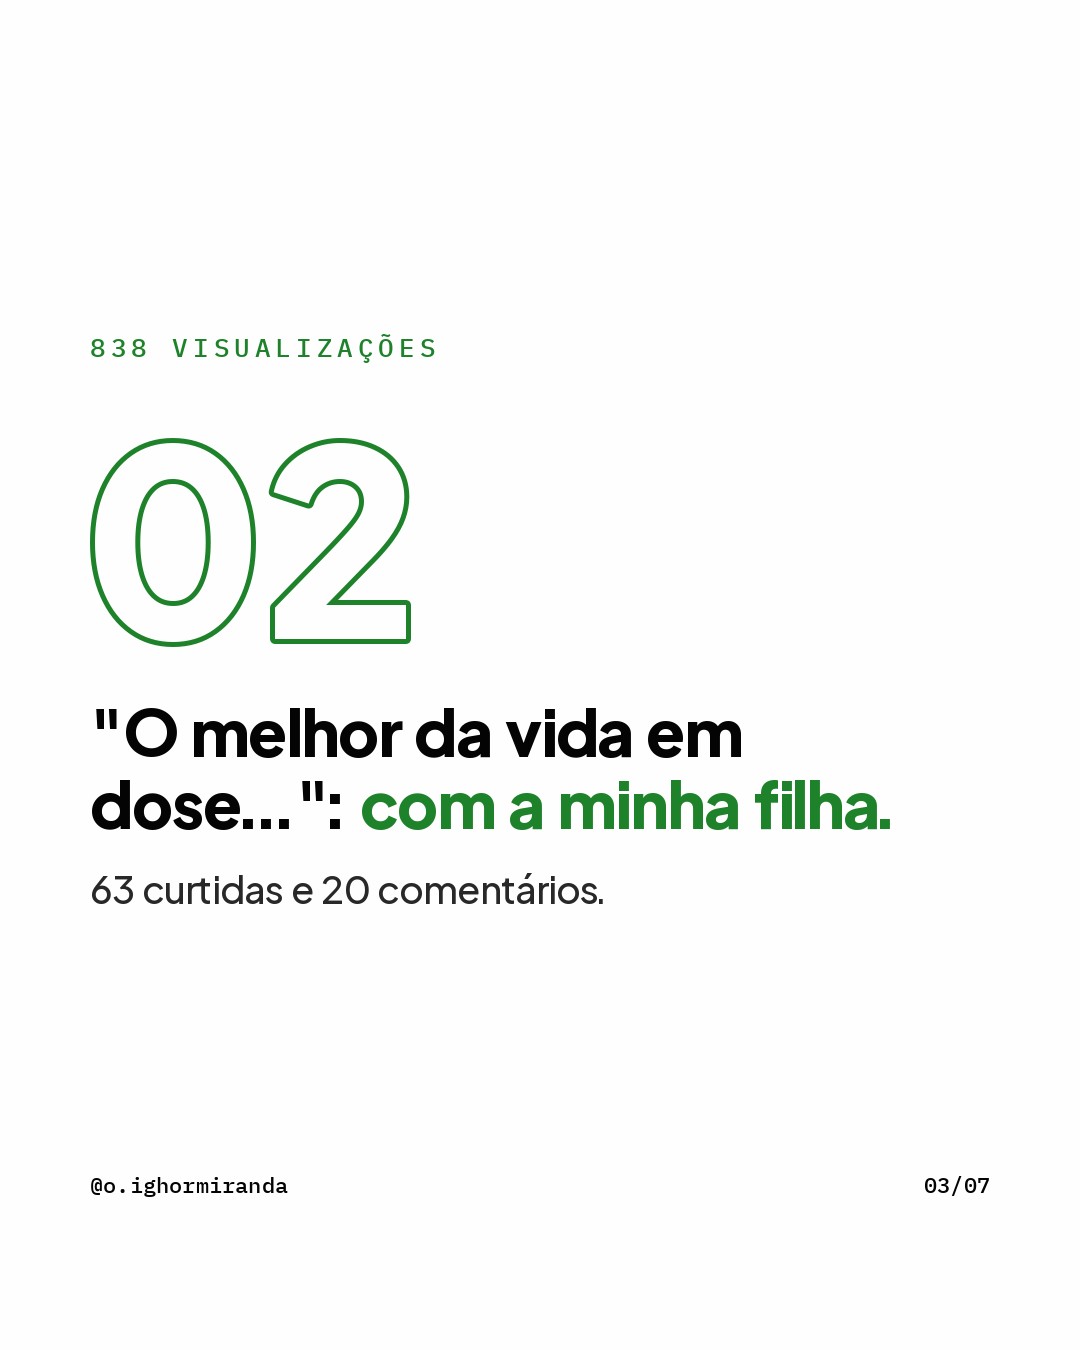 838 VISUALIZAÇÕES
02
"O melhor da vida em
dose...": com a minha filha.
63 curtidas e 20 comentários.
@o.ighormiranda
03/07